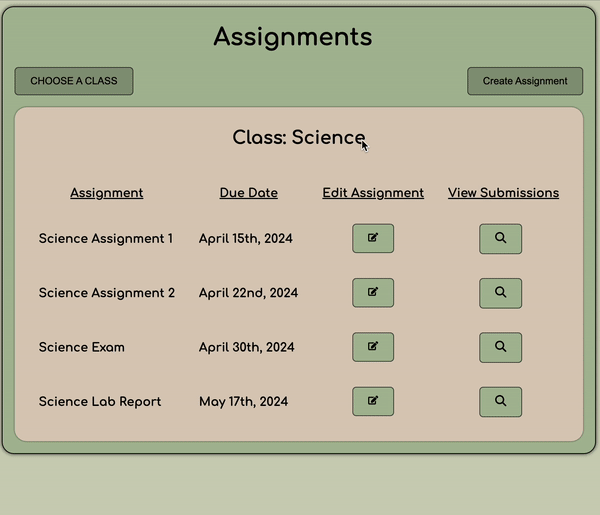 Assignments
CHOOSE A CLASS Create Assignment
Class: Science
Assignment Due Date Edit Assignment View Submissions
Science Assignment 1 April 15th, 2024
Science Assignment 2 April 22nd, 2024
Science Exam April 30th, 2024
Science Lab Report May 17th, 2024